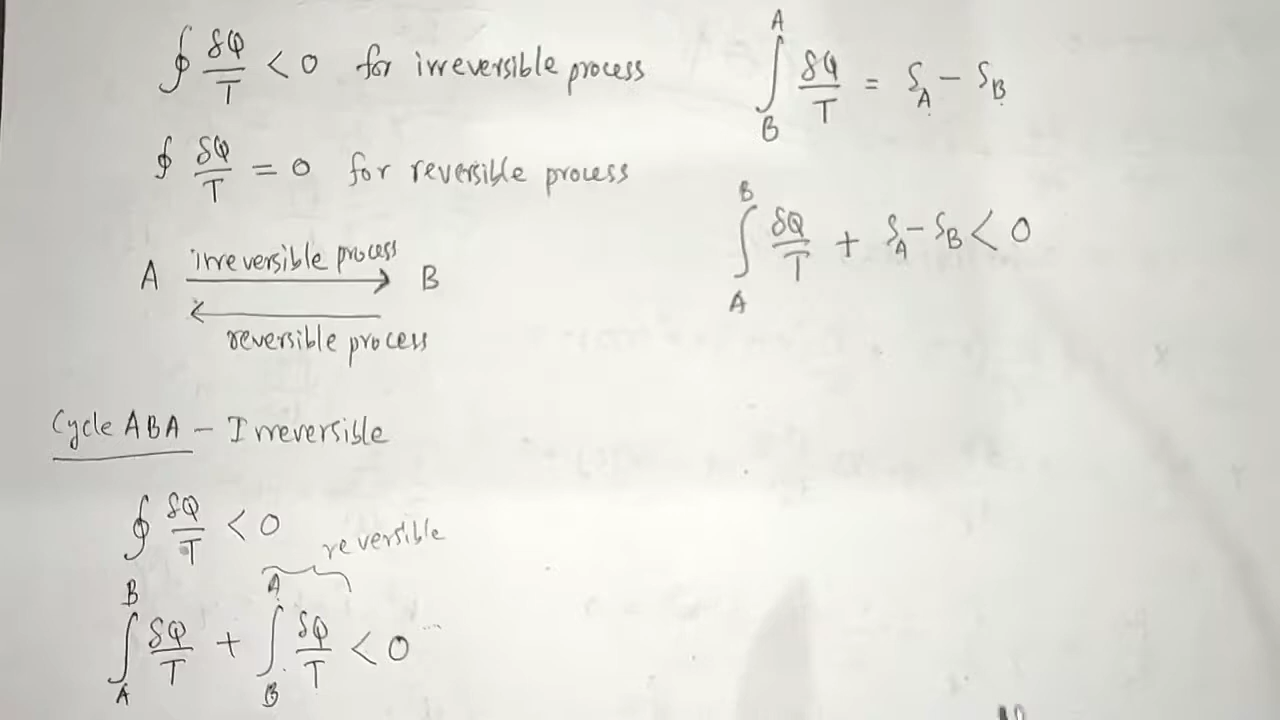 ∮ δQ/T < 0 for irreversible process
∮ δQ/T = 0 for reversible process
A irreversible process → B
← reversible process
Cycle ABA – Irreversible
∮ δQ/T < 0
reversible
∫_A^B δQ/T + ∫_B^A δQ/T < 0
∫_B^A δQ/T = S_A – S_B
∫_A^B δQ/T + S_A – S_B < 0